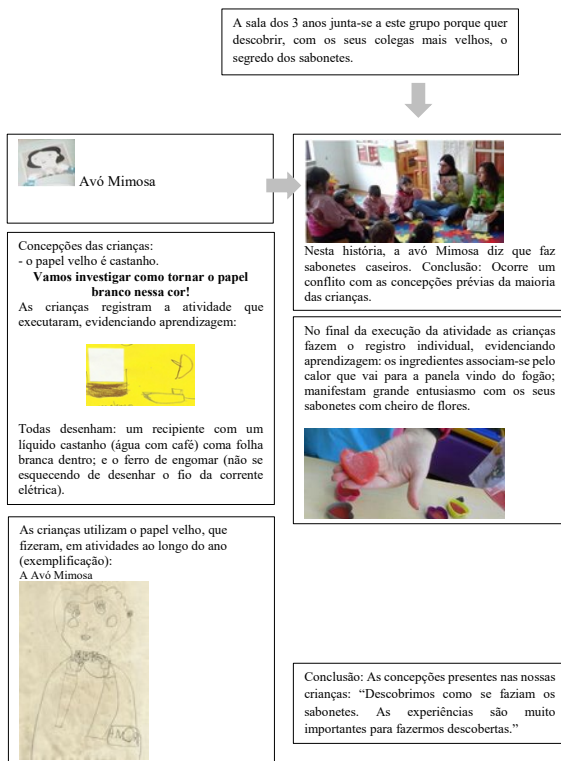 A sala dos 3 anos junta-se a este grupo porque quer
descobrir, com os seus colegas mais velhos, o
segredo dos sabonetes.
Avó Mimosa
Concepções das crianças:
- o papel velho é castanho.
Vamos investigar como tornar o papel
branco nessa cor!
As crianças registram a atividade que
executaram, evidenciando aprendizagem:
Todas desenham: um recipiente com um
líquido castanho (água com café) coma folha
branca dentro; e o ferro de engomar (não se
esquecendo de desenhar o fio da corrente
elétrica).
As crianças utilizam o papel velho, que
fizeram, em atividades ao longo do ano
(exemplificação):
A Avó Mimosa
Nesta história, a avó Mimosa diz que faz
sabonetes caseiros. Conclusão: Ocorre um
conflito com as concepções prévias da maioria
das crianças.
No final da execução da atividade as crianças
fazem o registro individual, evidenciando
aprendizagem: os ingredientes associam-se pelo
calor que vai para a panela vindo do fogão;
manifestam grande entusiasmo com os seus
sabonetes com cheiro de flores.
Conclusão: As concepções presentes nas nossas
crianças: “Descobrimos como se faziam os
sabonetes. As experiências são muito
importantes para fazermos descobertas.”